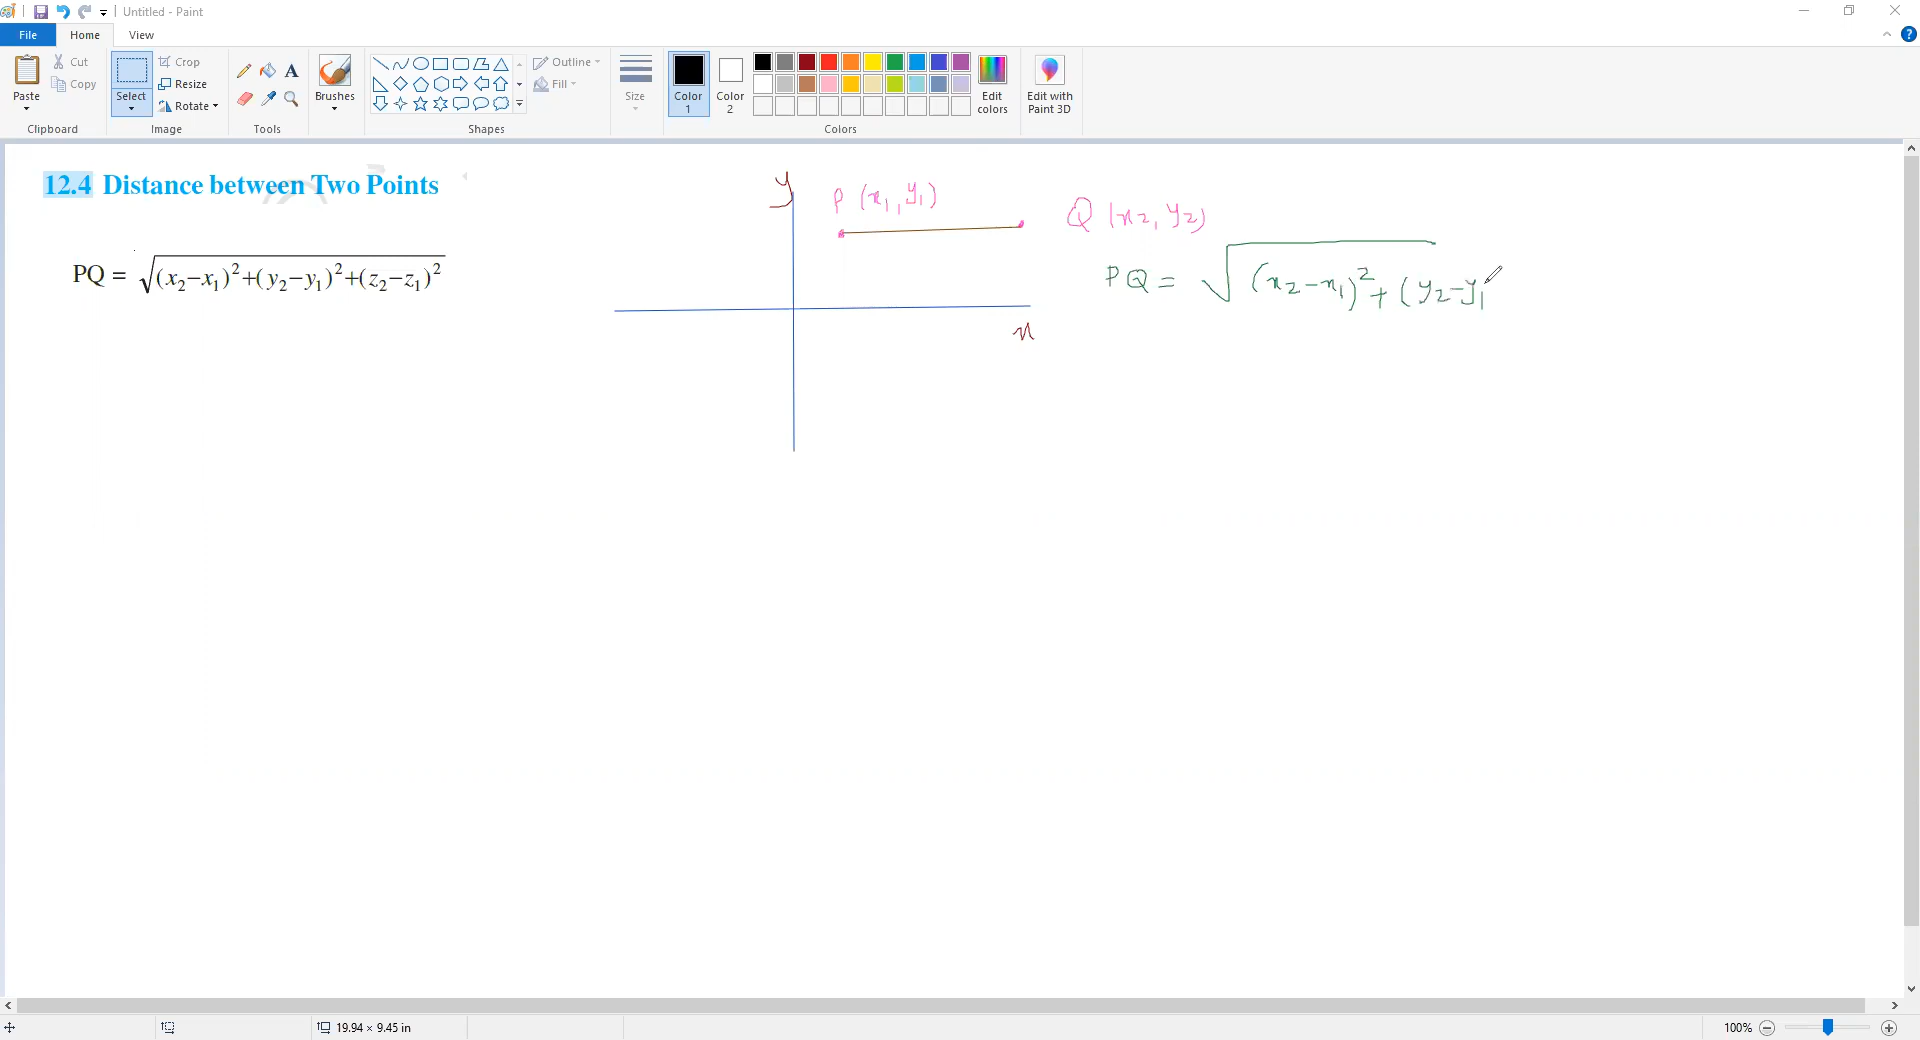 Untitled - Paint
File Home View
Paste Cut Copy Clipboard
Select Crop Resize Rotate Image
Tools
Brushes
Shapes
Outline Fill
Size
Color 1 Color 2 Edit colors Colors
Edit with Paint 3D
12.4 Distance between Two Points
PQ = √(x₂−x₁)²+(y₂−y₁)²+(z₂−z₁)²
y
P (x₁, y₁)
Q (x₂, y₂)
PQ = √(x₂−x₁)²+(y₂−y₁
x
19.94 × 9.45 in 100%